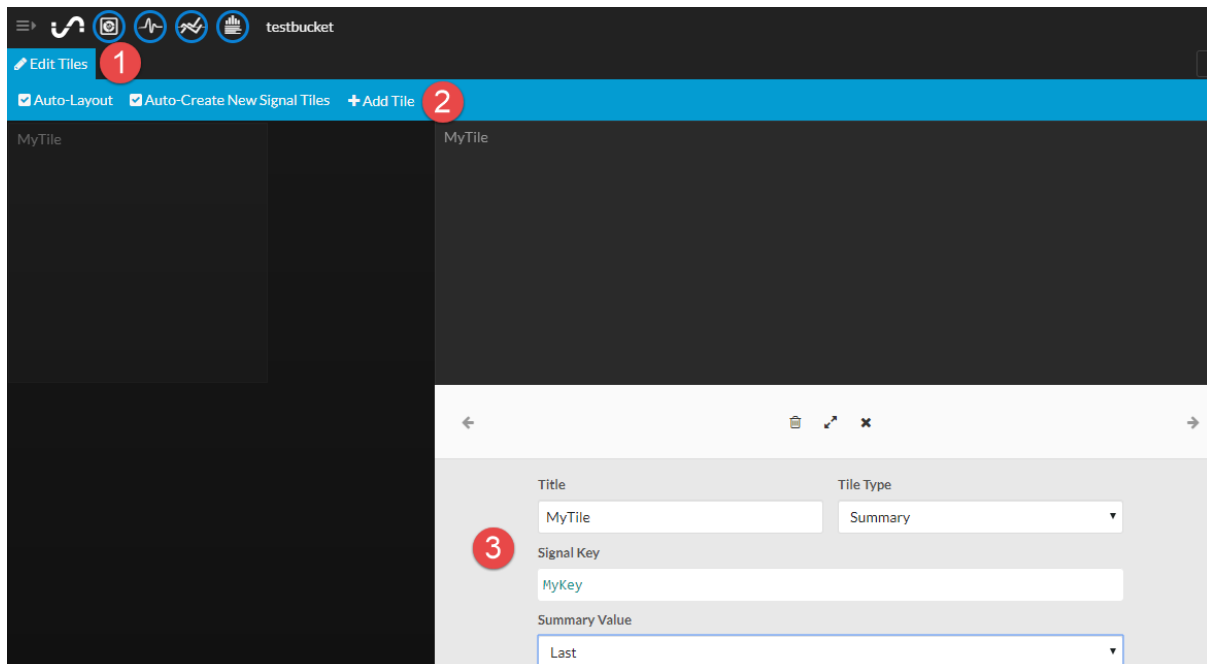 testbucket
Edit Tiles 1
Auto-Layout Auto-Create New Signal Tiles +Add Tile 2
MyTile MyTile
Title Tile Type
MyTile Summary
3 Signal Key
MyKey
Summary Value
Last